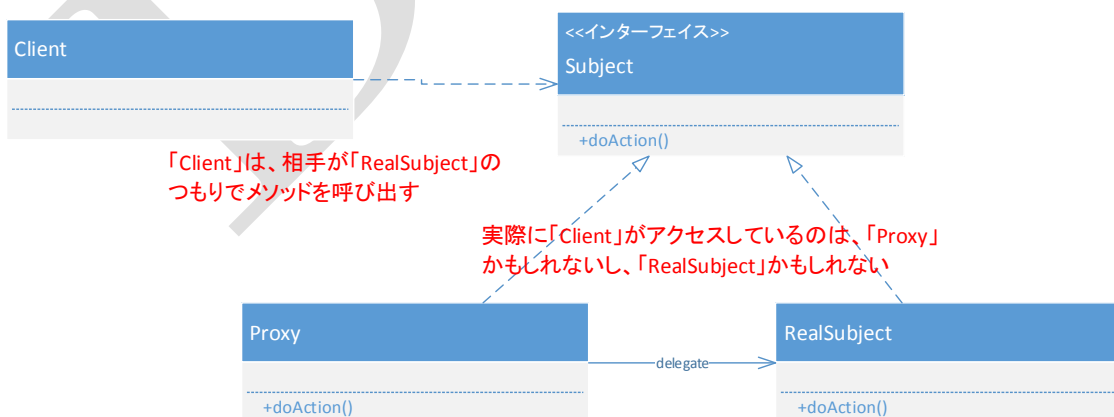 Client
<<インターフェイス>>
Subject
+doAction()
「Client」は、相手が「RealSubject」の
つもりでメソッドを呼び出す
実際に「Client」がアクセスしているのは、「Proxy」
かもしれないし、「RealSubject」かもしれない
Proxy
delegate
RealSubject
+doAction()
+doAction()